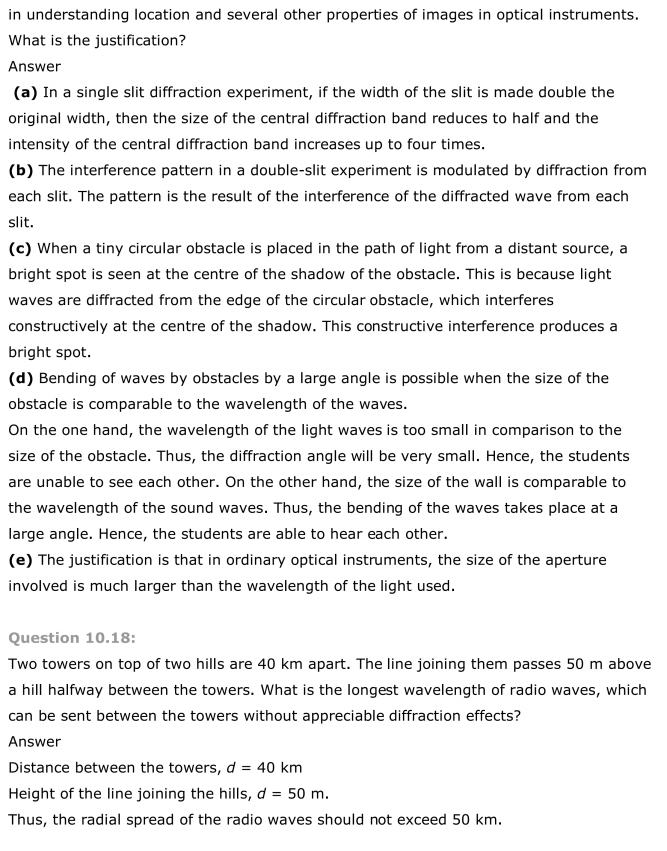 in understanding location and several other properties of images in optical instruments.
What is the justification?
Answer
(a) In a single slit diffraction experiment, if the width of the slit is made double the
original width, then the size of the central diffraction band reduces to half and the
intensity of the central diffraction band increases up to four times.
(b) The interference pattern in a double-slit experiment is modulated by diffraction from
each slit. The pattern is the result of the interference of the diffracted wave from each
slit.
(c) When a tiny circular obstacle is placed in the path of light from a distant source, a
bright spot is seen at the centre of the shadow of the obstacle. This is because light
waves are diffracted from the edge of the circular obstacle, which interferes
constructively at the centre of the shadow. This constructive interference produces a
bright spot.
(d) Bending of waves by obstacles by a large angle is possible when the size of the
obstacle is comparable to the wavelength of the waves.
On the one hand, the wavelength of the light waves is too small in comparison to the
size of the obstacle. Thus, the diffraction angle will be very small. Hence, the students
are unable to see each other. On the other hand, the size of the wall is comparable to
the wavelength of the sound waves. Thus, the bending of the waves takes place at a
large angle. Hence, the students are able to hear each other.
(e) The justification is that in ordinary optical instruments, the size of the aperture
involved is much larger than the wavelength of the light used.
Question 10.18:
Two towers on top of two hills are 40 km apart. The line joining them passes 50 m above
a hill halfway between the towers. What is the longest wavelength of radio waves, which
can be sent between the towers without appreciable diffraction effects?
Answer
Distance between the towers, d = 40 km
Height of the line joining the hills, d = 50 m.
Thus, the radial spread of the radio waves should not exceed 50 km.